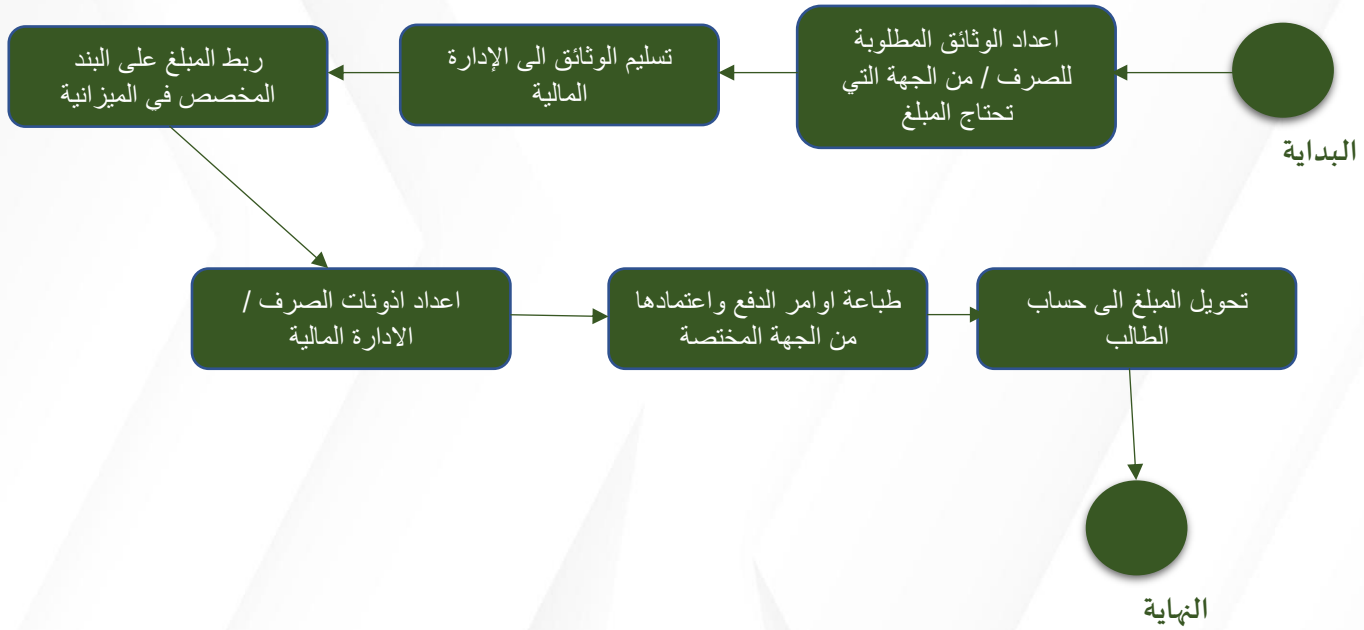 البداية
اعداد الوثائق المطلوبة
للصرف / من الجهة التي
تحتاج المبلغ
تسليم الوثائق الى الإدارة
المالية
ربط المبلغ على البند
المخصص في الميزانية
اعداد اذونات الصرف /
الادارة المالية
طباعة اوامر الدفع واعتمادها
من الجهة المختصة
تحويل المبلغ الى حساب
الطالب
النهاية